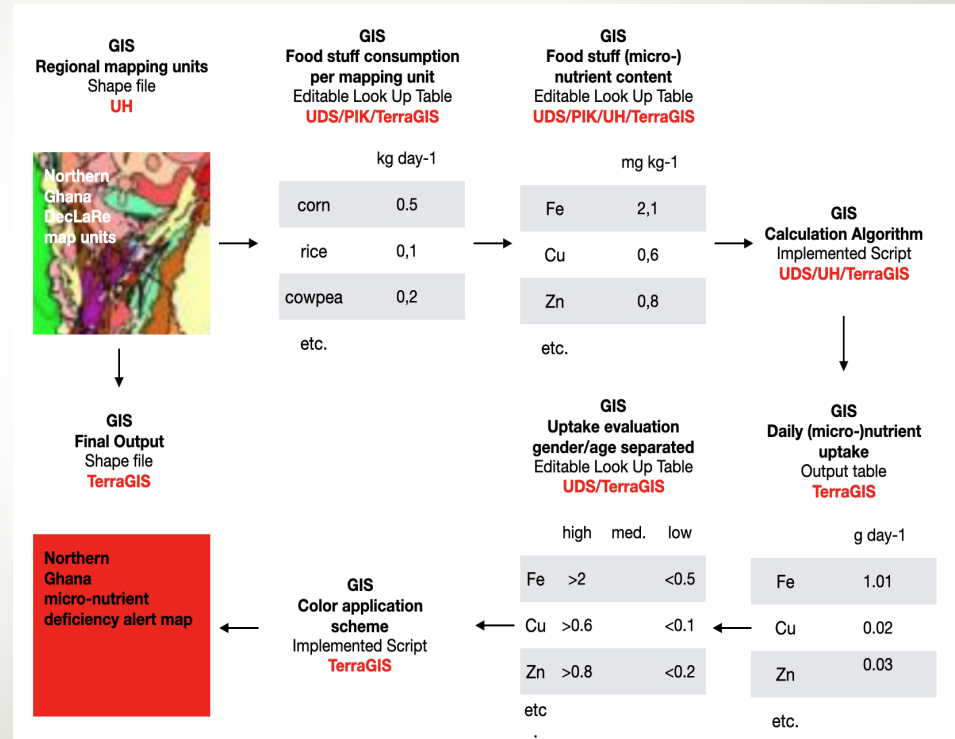 GIS
Regional mapping units
Shape file
UH
Northern
Ghana
DecLaRe
map units
GIS
Food stuff consumption
per mapping unit
Editable Look Up Table
UDS/PIK/TerraGIS
kg day-1
corn 0.5
rice 0,1
cowpea 0,2
etc.
GIS
Food stuff (micro-)
nutrient content
Editable Look Up Table
UDS/PIK/UH/TerraGIS
mg kg-1
Fe 2,1
Cu 0,6
Zn 0,8
etc.
GIS
Calculation Algorithm
Implemented Script
UDS/UH/TerraGIS
GIS
Daily (micro-)nutrient
uptake
Output table
TerraGIS
g day-1
Fe 1.01
Cu 0.02
Zn 0.03
etc.
GIS
Uptake evaluation
gender/age separated
Editable Look Up Table
UDS/TerraGIS
high med. low
Fe >2 <0.5
Cu >0.6 <0.1
Zn >0.8 <0.2
etc
.
GIS
Color application
scheme
Implemented Script
TerraGIS
GIS
Final Output
Shape file
TerraGIS
Northern
Ghana
micro-nutrient
deficiency alert map